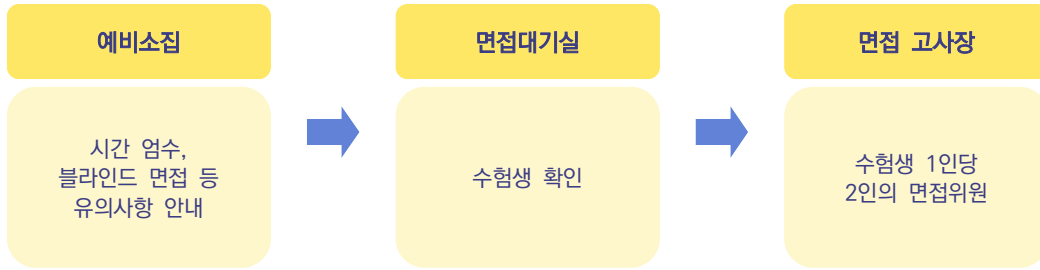 예비소집
시간 엄수,
블라인드 면접 등
유의사항 안내
면접대기실
수험생 확인
면접 고사장
수험생 1인당
2인의 면접위원